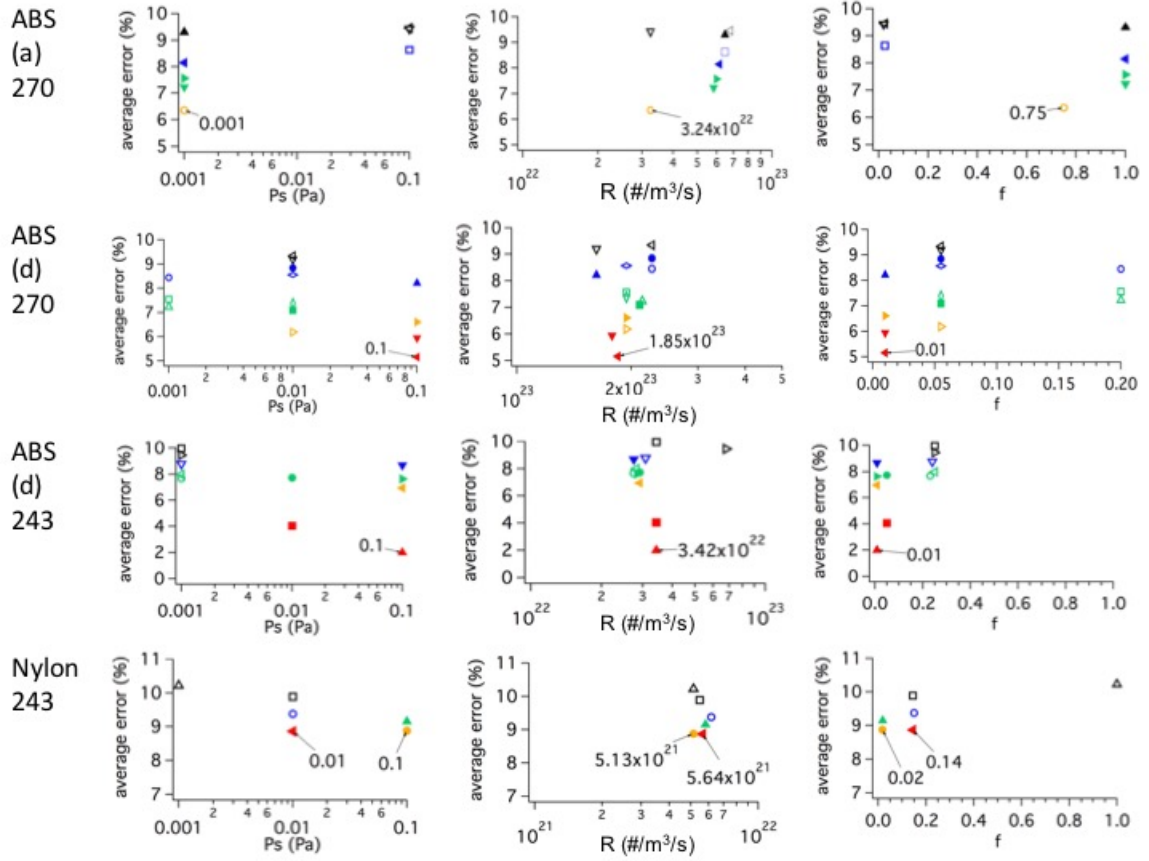 ABS
(a)
270
average error (%)
10
9
8
7
6
5
0.001
0.001
2 4 6
0.01
2 4 6
0.1
Ps (Pa)
average error (%)
10
9
8
7
6
5
3.24x10²²
10²²
2 3 4 5 6 7 8 9
10²³
R (#/m³/s)
average error (%)
10
9
8
7
6
5
0.75
0.0 0.2 0.4 0.6 0.8 1.0
f
ABS
(d)
270
average error (%)
10
9
8
7
6
5
0.1
0.001
2 4 6 8
0.01
2 4 6 8
0.1
Ps (Pa)
average error (%)
10
9
8
7
6
5
1.85x10²³
10²³
2x10²³
3 4 5
R (#/m³/s)
average error (%)
10
9
8
7
6
5
0.01
0.00 0.05 0.10 0.15 0.20
f
ABS
(d)
243
average error (%)
10
8
6
4
2
0
0.1
0.001
2 4 6
0.01
2 4 6
0.1
Ps (Pa)
average error (%)
10
8
6
4
2
0
3.42x10²²
10²²
2 3 4 5 6 7
10²³
R (#/m³/s)
average error (%)
10
8
6
4
2
0
0.01
0.0 0.2 0.4 0.6 0.8 1.0
f
Nylon
243
average error (%)
11
10
9
8
7
0.01
0.1
0.001
2 4 6
0.01
2 4 6
0.1
Ps (Pa)
average error (%)
11
10
9
8
7
5.13x10²¹
5.64x10²¹
10²¹
2 3 4 5 6 7
10²²
R (#/m³/s)
average error (%)
11
10
9
8
7
0.14
0.02
0.0 0.2 0.4 0.6 0.8 1.0
f